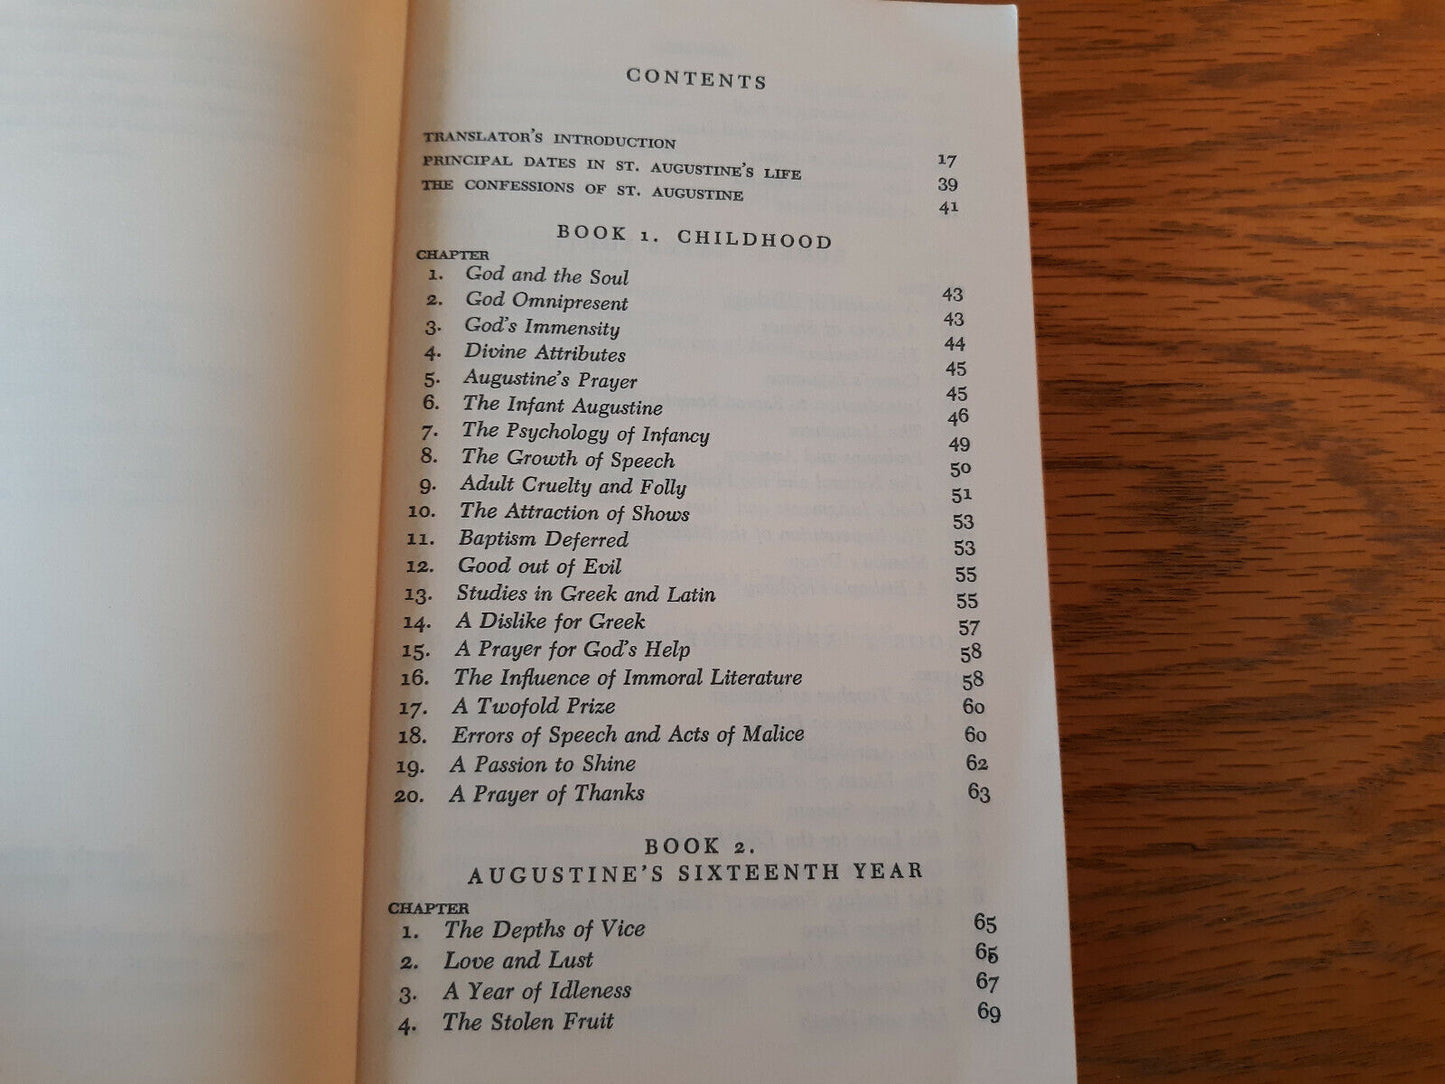 CONTENTS
TRANSLATOR'S INTRODUCTION 17
PRINCIPAL DATES IN ST. AUGUSTINE'S LIFE 39
THE CONFESSIONS OF ST. AUGUSTINE 41
BOOK 1. CHILDHOOD
CHAPTER
1. God and the Soul 43
2. God Omnipresent 43
3. God's Immensity 44
4. Divine Attributes 45
5. Augustine's Prayer 45
6. The Infant Augustine 46
7. The Psychology of Infancy 49
8. The Growth of Speech 50
9. Adult Cruelty and Folly 51
10. The Attraction of Shows 53
11. Baptism Deferred 53
12. Good out of Evil 55
13. Studies in Greek and Latin 55
14. A Dislike for Greek 57
15. A Prayer for God's Help 58
16. The Influence of Immoral Literature 58
17. A Twofold Prize 60
18. Errors of Speech and Acts of Malice 60
19. A Passion to Shine 62
20. A Prayer of Thanks 63
BOOK 2.
AUGUSTINE'S SIXTEENTH YEAR
CHAPTER
1. The Depths of Vice 65
2. Love and Lust 65
3. A Year of Idleness 67
4. The Stolen Fruit 69